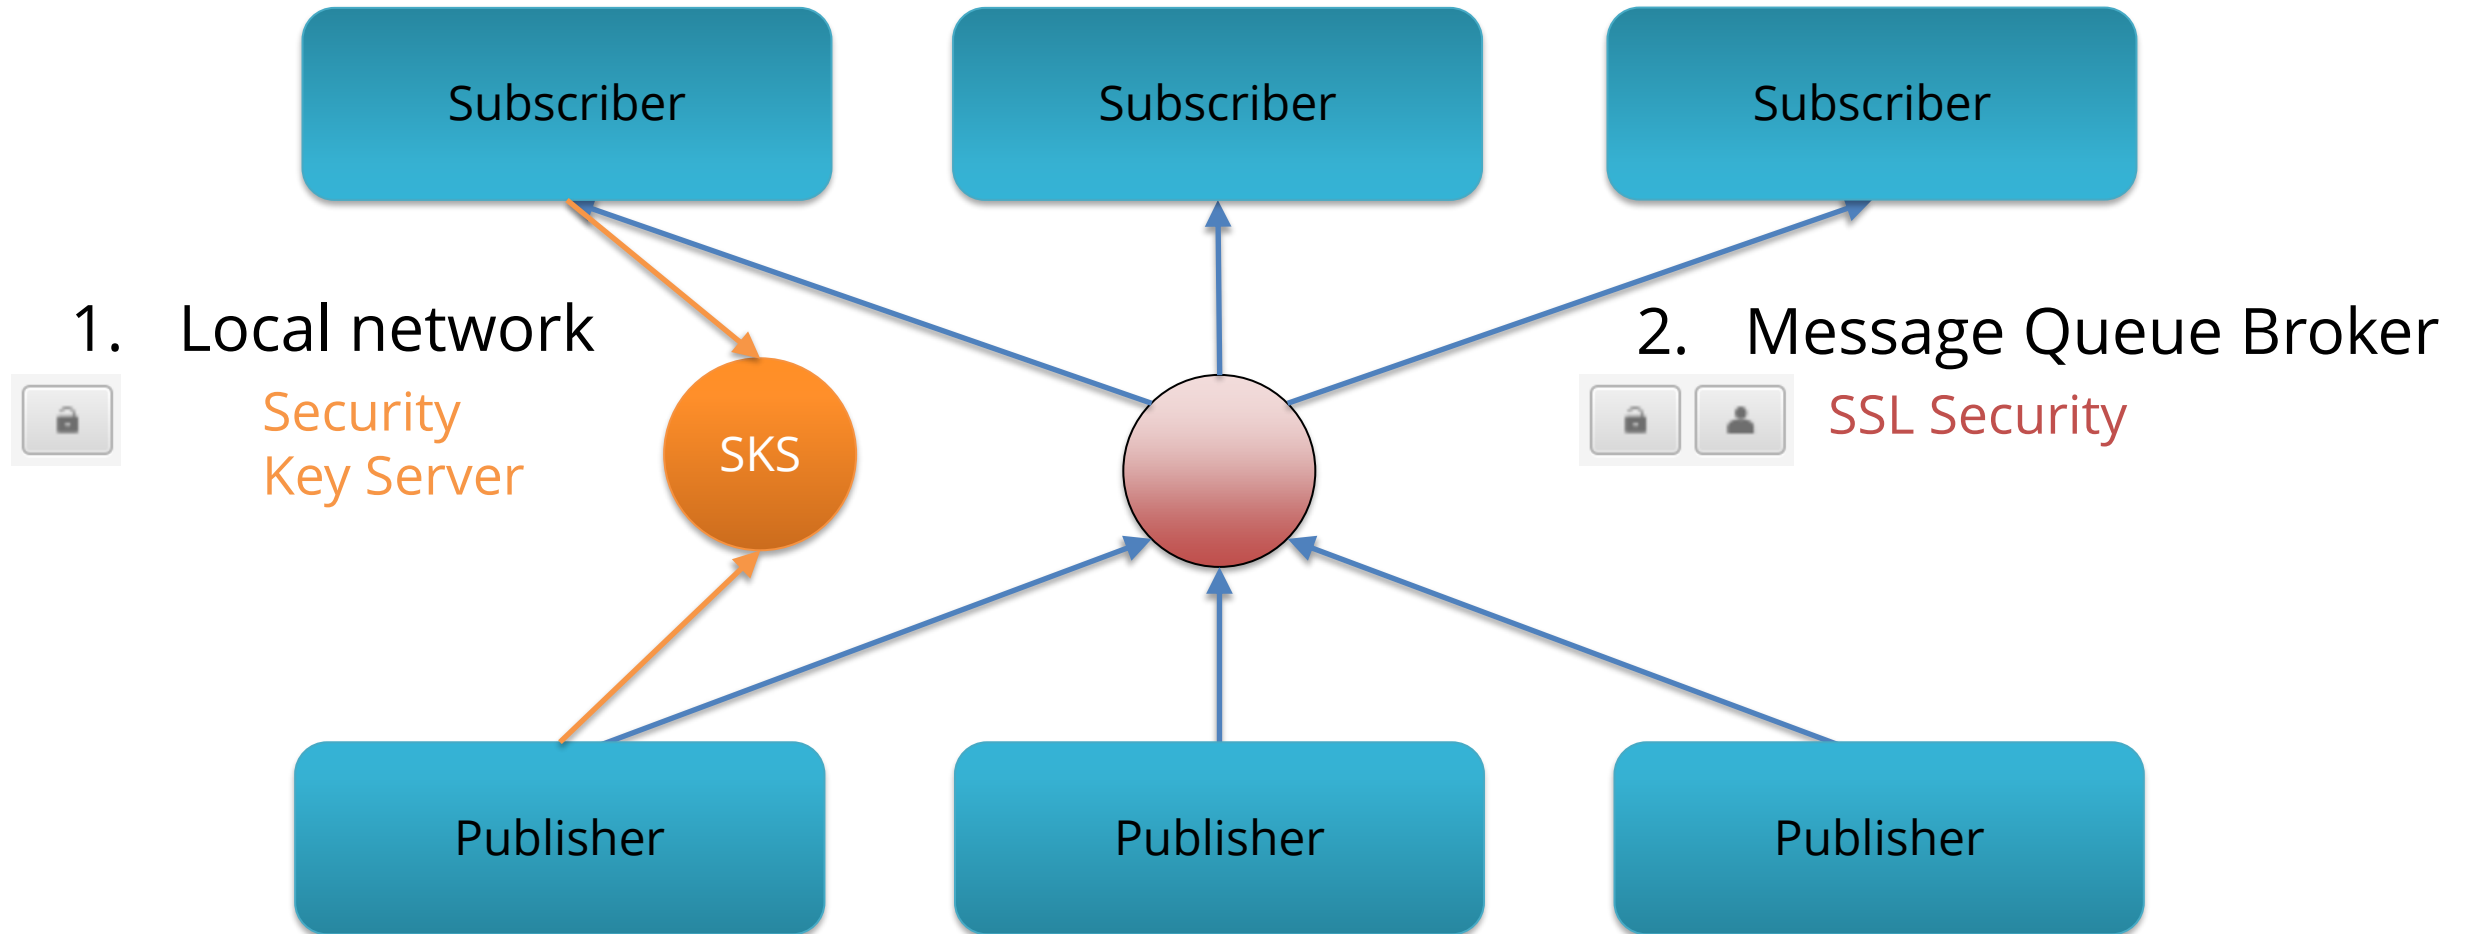 Subscriber
Subscriber
Subscriber
1. Local network
Security
Key Server
SKS
2. Message Queue Broker
SSL Security
Publisher
Publisher
Publisher